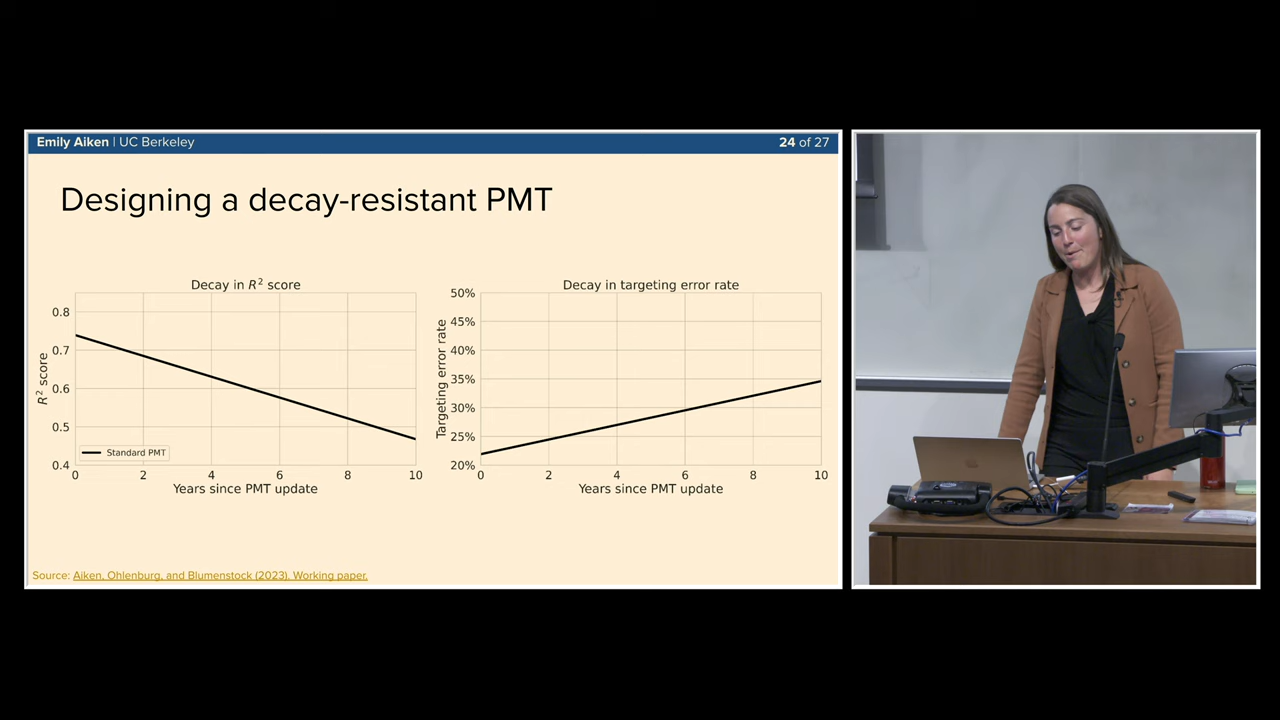 Emily Aiken | UC Berkeley
24 of 27
Designing a decay-resistant PMT
Decay in R² score
R² score
0.8
0.7
0.6
0.5
0.4
Standard PMT
0 2 4 6 8 10
Years since PMT update
Decay in targeting error rate
Targeting error rate
50%
45%
40%
35%
30%
25%
20%
0 2 4 6 8 10
Years since PMT update
Source: Aiken, Ohlenburg, and Blumenstock (2023). Working paper.